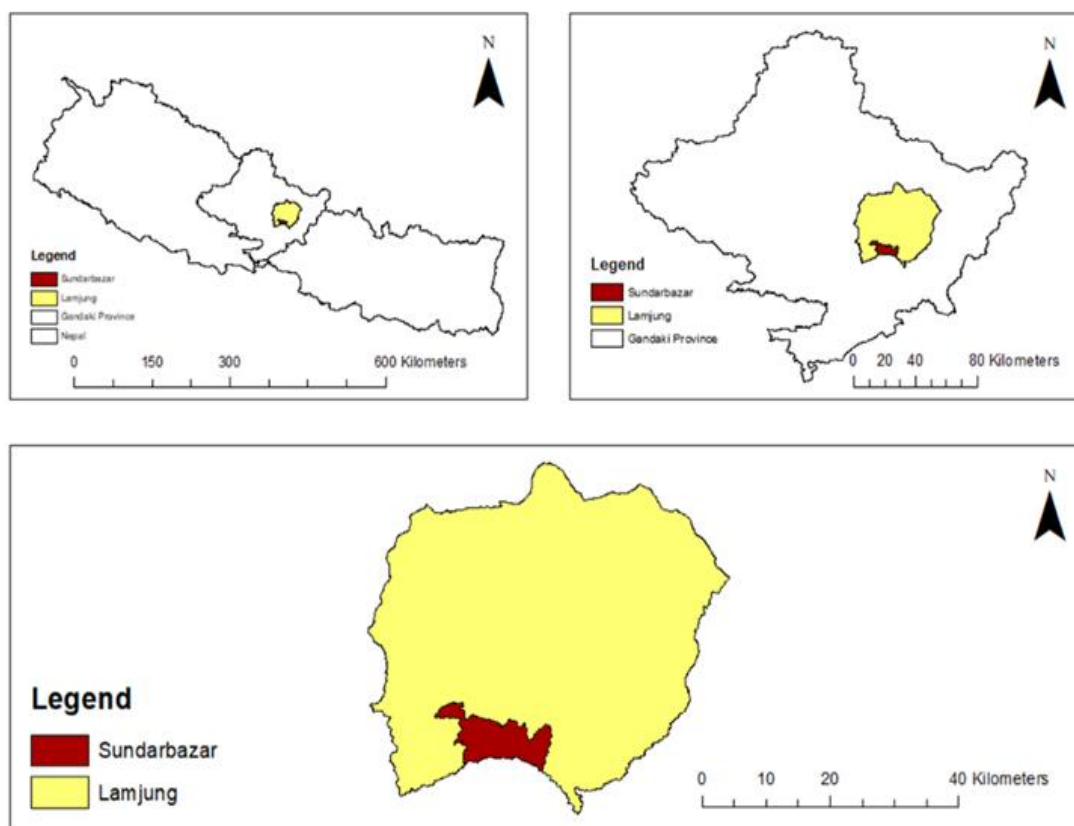 N
Legend
Sundarbazar
Lamjung
Gandaki Province
Nepal
0 150 300 600 Kilometers
N
Legend
Sundarbazar
Lamjung
Gandaki Province
0 20 40 80 Kilometers
N
Legend
Sundarbazar
Lamjung
0 10 20 40 Kilometers